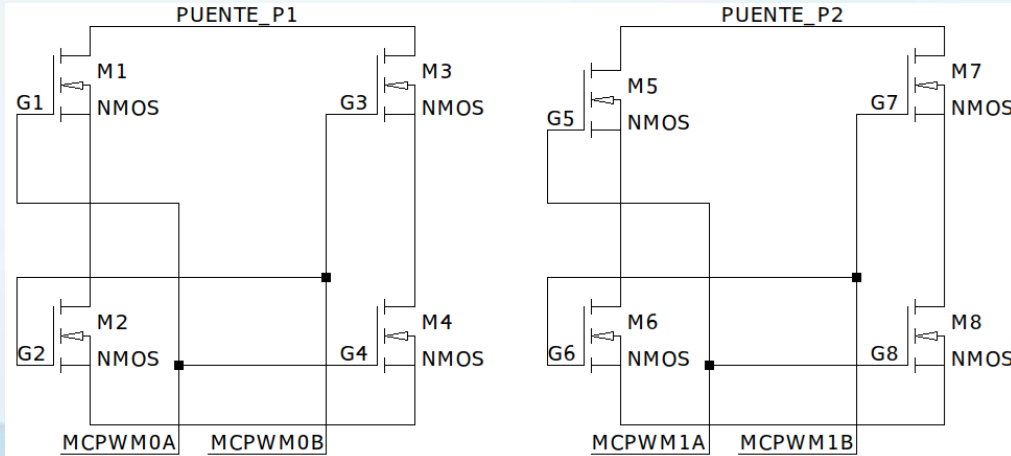 PUENTE_P1
M1
G1
NMOS
M3
G3
NMOS
M2
G2
NMOS
M4
G4
NMOS
MCPWM0A
MCPWM0B
PUENTE_P2
M5
G5
NMOS
M7
G7
NMOS
M6
G6
NMOS
M8
G8
NMOS
MCPWM1A
MCPWM1B